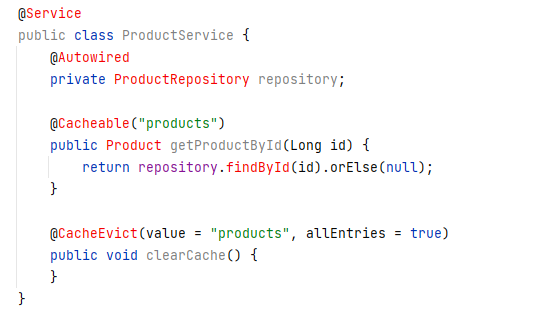 @Service
public class ProductService {
    @Autowired
    private ProductRepository repository;

    @Cacheable("products")
    public Product getProductById(Long id) {
        return repository.findById(id).orElse(null);
    }

    @CacheEvict(value = "products", allEntries = true)
    public void clearCache() {
    }
}